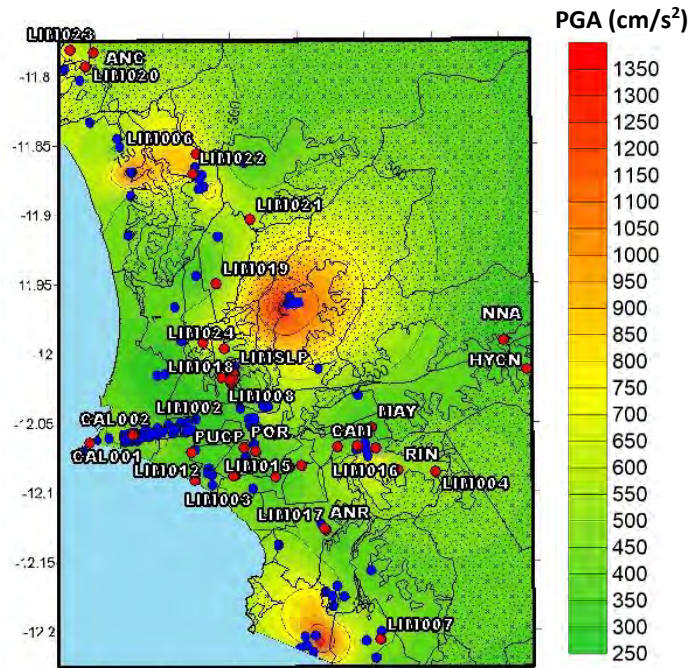 PGA (cm/s²)
LIM023
ANC
LIM020
-11.8
LIM006
-11.85
750
LIM022
500
LIM021
-11.9
LIM019
-11.95
NNA
LIM024
-12
LIMSLP
HYCN
LIM018
LIM008
LIM002
CAL002
MAY
-12.05
PUCP
POR
CAM
CAL001
RIN
LIM012
LIM015
LIM016
LIM004
-12.1
LIM003
LIM017
ANR
-12.15
LIM007
-12.2
1350
1300
1250
1200
1150
1100
1050
1000
950
900
850
800
750
700
650
600
550
500
450
400
350
300
250